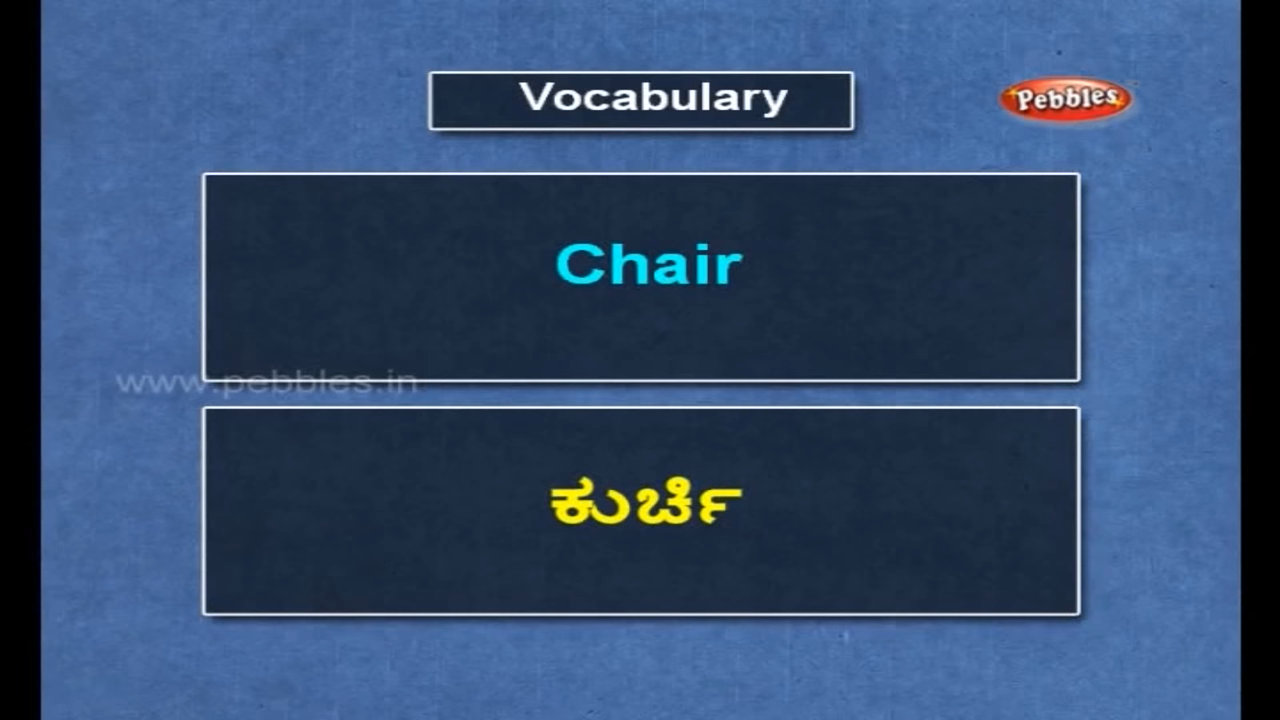 Vocabulary
Pebbles
Chair
www.pebbles.in
ಕುರ್ಚಿ